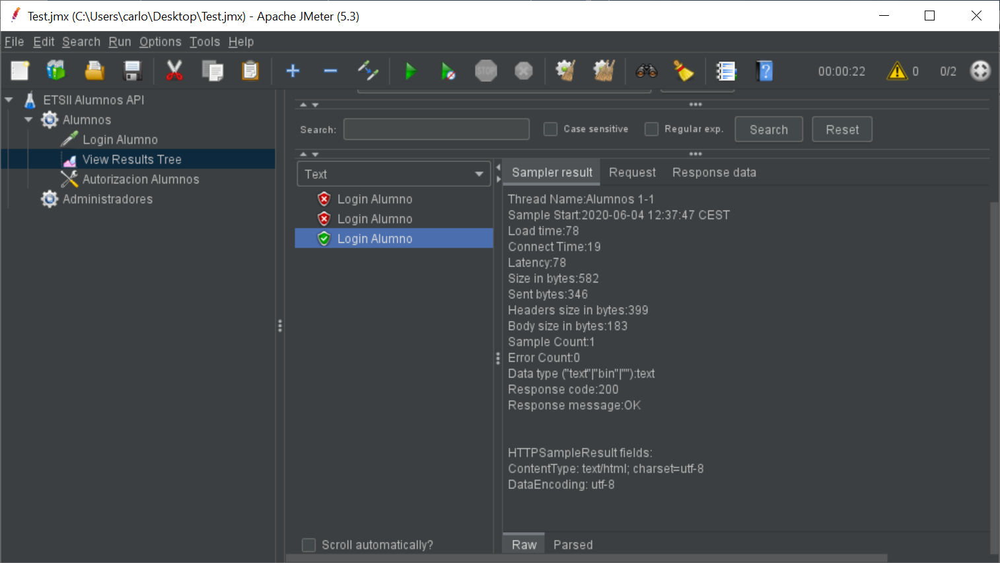 Test.jmx (C:\Users\carlo\Desktop\Test.jmx) - Apache JMeter (5.3)
File Edit Search Run Options Tools Help
STOP
00:00:22 0 0/2
ETSII Alumnos API
Alumnos
Login Alumno
View Results Tree
Autorizacion Alumnos
Administradores
Search: Case sensitive Regular exp. Search Reset
Text
Login Alumno
Login Alumno
Login Alumno
Scroll automatically?
Sampler result Request Response data
Thread Name:Alumnos 1-1
Sample Start:2020-06-04 12:37:47 CEST
Load time:78
Connect Time:19
Latency:78
Size in bytes:582
Sent bytes:346
Headers size in bytes:399
Body size in bytes:183
Sample Count:1
Error Count:0
Data type ("text"|"bin"|""):text
Response code:200
Response message:OK
HTTPSampleResult fields:
ContentType: text/html; charset=utf-8
DataEncoding: utf-8
Raw Parsed